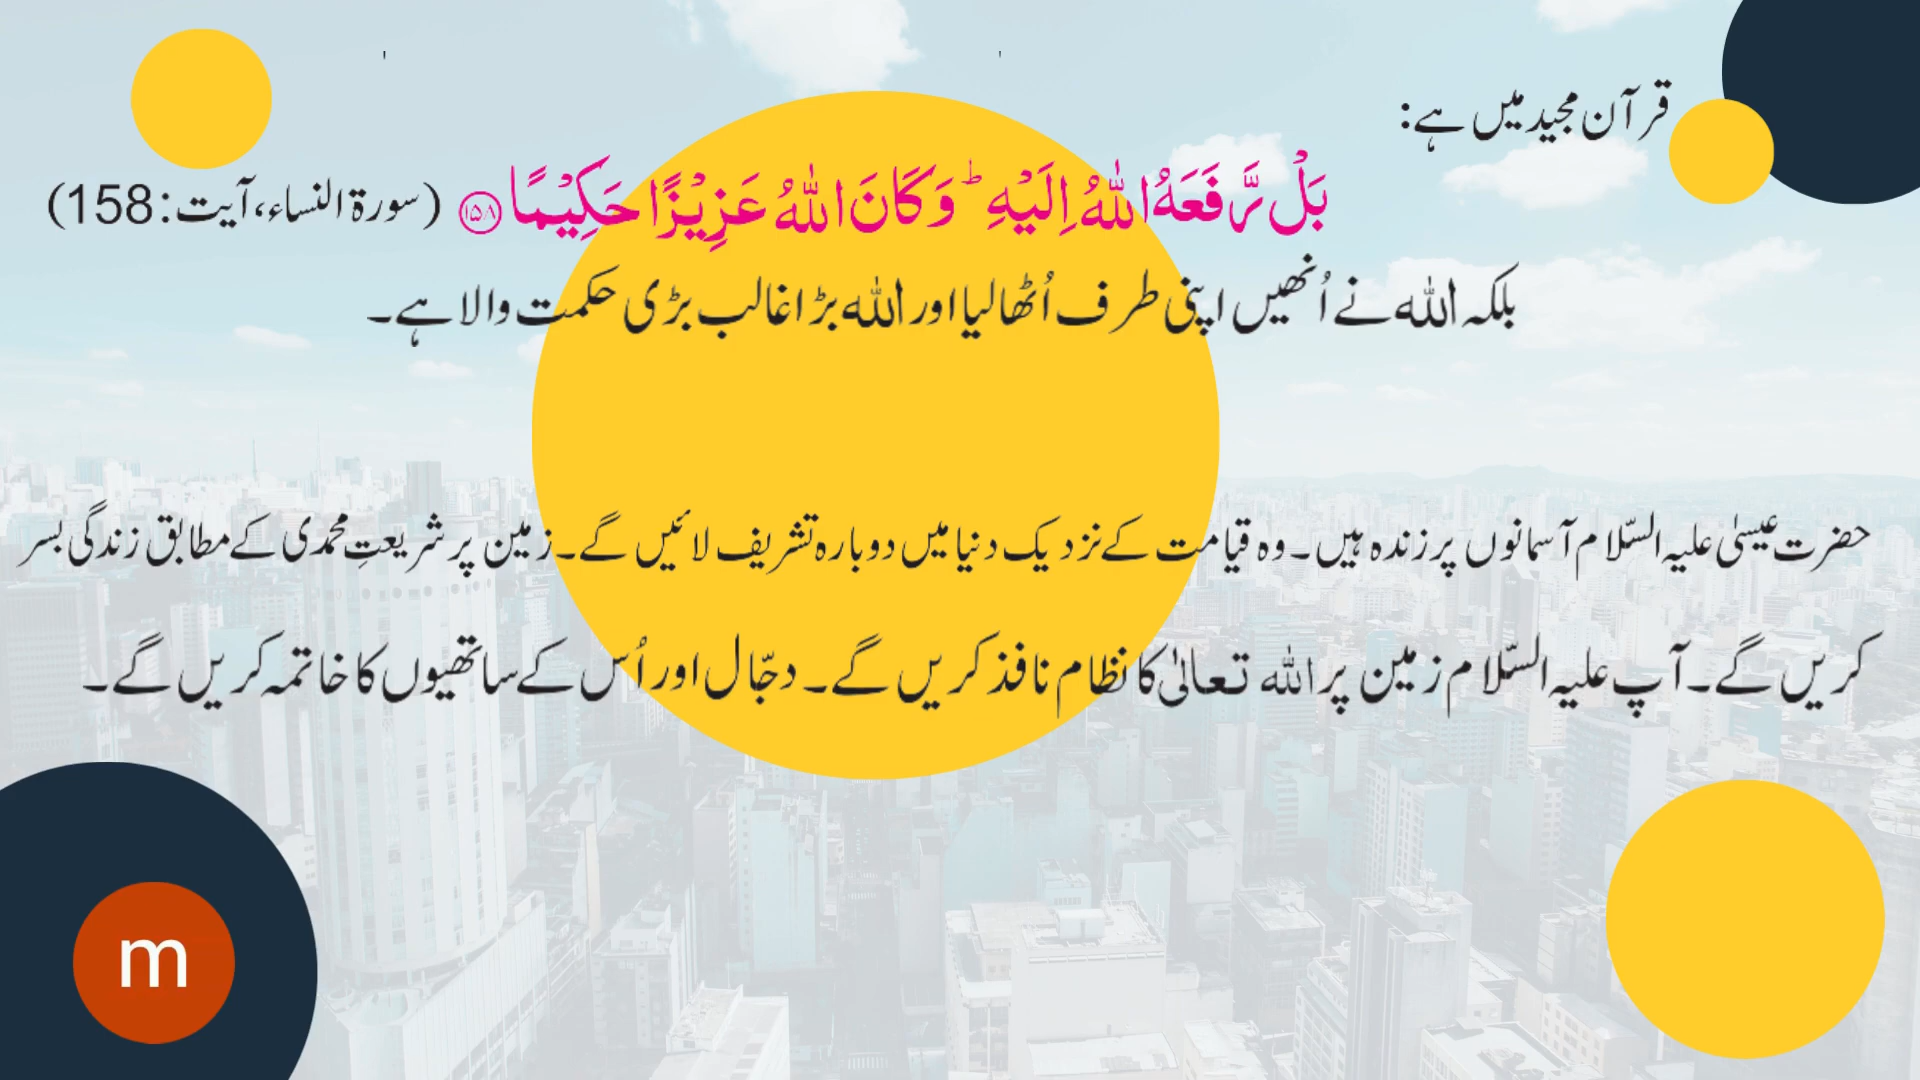 قرآن مجید میں ہے:
بَلْ رَّفَعَهُ اللّٰهُ اِلَیْهِ ؕ وَ كَانَ اللّٰهُ عَزِیْزًا حَكِیْمًا ﴿۱۵۸﴾ (سورۃ النساء، آیت: 158)
بلکہ اللہ نے اُنھیں اپنی طرف اُٹھا لیا اور اللہ بڑا غالب بڑی حکمت والا ہے۔
حضرت عیسیٰ علیہ السّلام آسمانوں پر زندہ ہیں۔ وہ قیامت کے نزدیک دنیا میں دوبارہ تشریف لائیں گے۔ زمین پر شریعتِ محمدی کے مطابق زندگی بسر
کریں گے۔ آپ علیہ السّلام زمین پر اللہ تعالیٰ کا نظام نافذ کریں گے۔ دجّال اور اُس کے ساتھیوں کا خاتمہ کریں گے۔
m